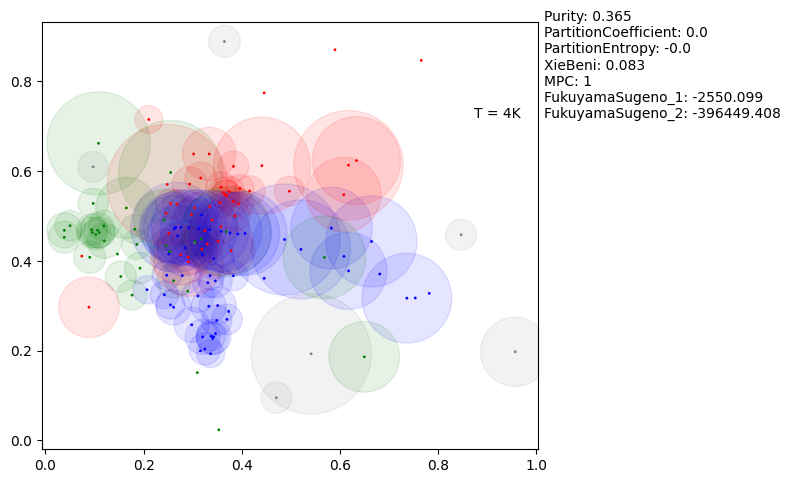 Purity: 0.365
PartitionCoefficient: 0.0
PartitionEntropy: -0.0
XieBeni: 0.083
MPC: 1
FukuyamaSugeno_1: -2550.099
FukuyamaSugeno_2: -396449.408
T = 4K
0.8
0.6
0.4
0.2
0.0
0.0 0.2 0.4 0.6 0.8 1.0